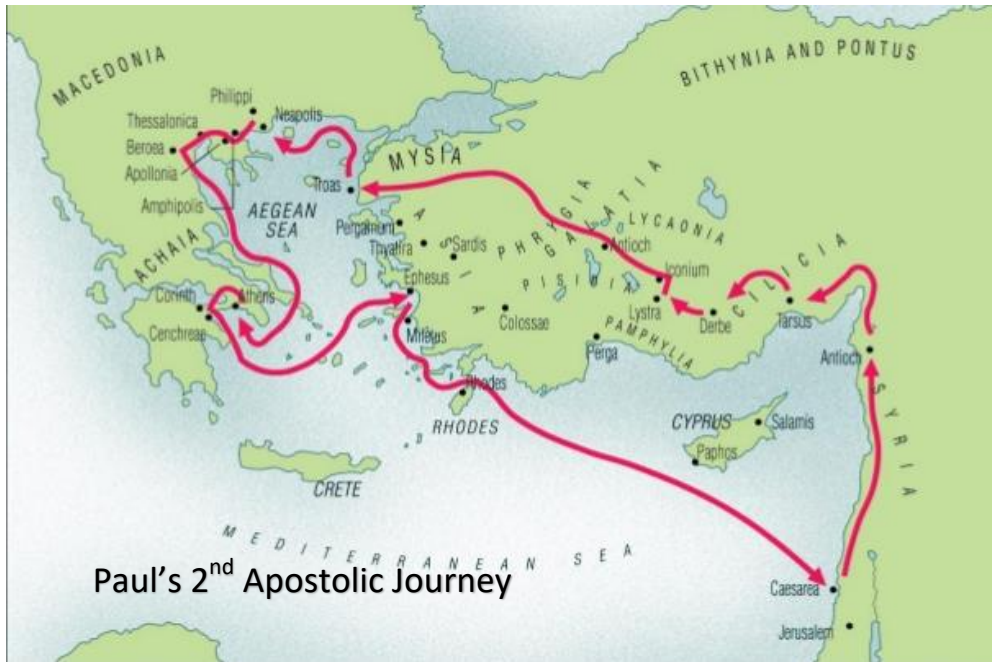 MACEDONIA
BITHYNIA AND PONTUS
Philippi
Neapolis
Thessalonica
Beroea
Apollonia
Amphipolis
MYSIA
Troas
AEGEAN
SEA
PHRYGIA
GALATIA
LYCAONIA
Pergamum
Thyatira
Sardis
ASIA
Antioch
ACHAIA
Iconium
CILICIA
PISIDIA
Ephesus
Corinth
Athens
Lystra
Derbe
Tarsus
Cenchreae
Miletus
Colossae
PAMPHYLIA
Perga
Antioch
Rhodes
SYRIA
RHODES
CYPRUS
Salamis
Paphos
CRETE
MEDITERRANEAN SEA
Paul's 2nd Apostolic Journey
Caesarea
Jerusalem